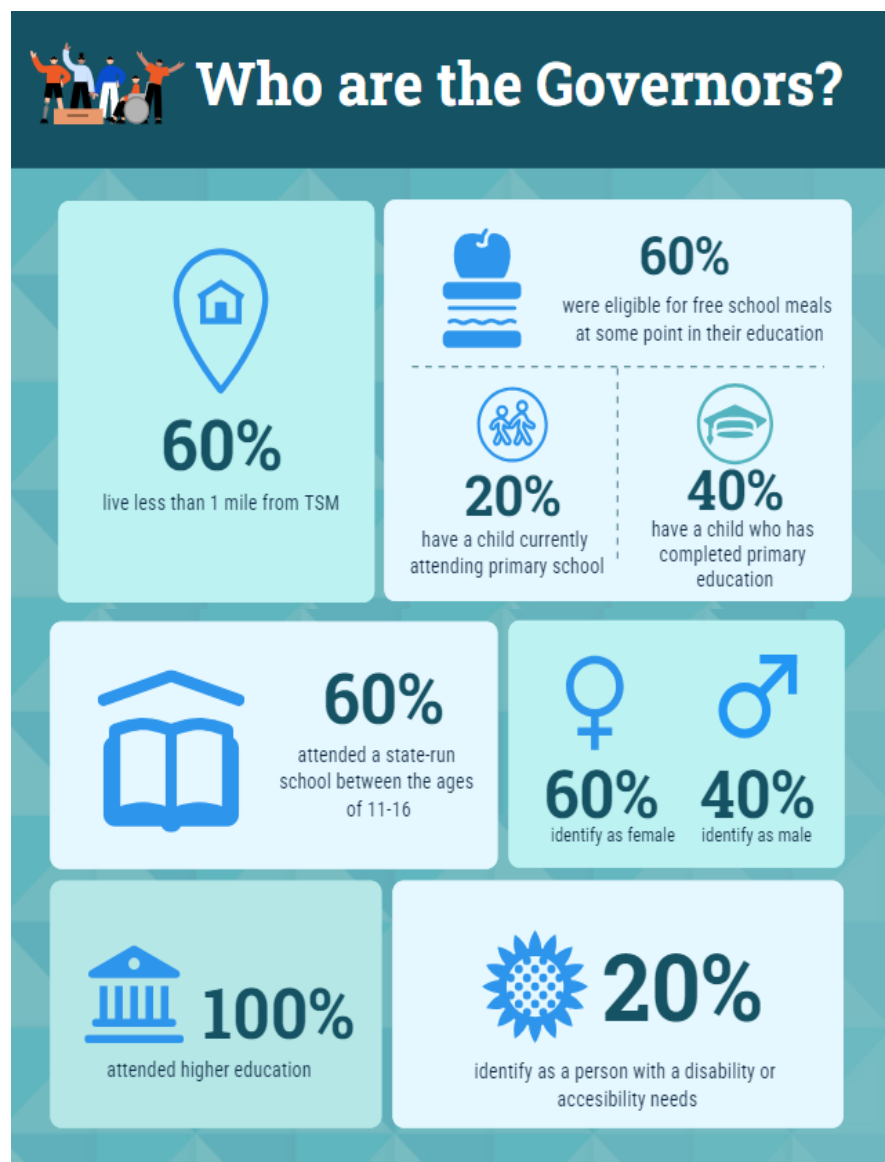 Who are the Governors?
60%
live less than 1 mile from TSM
60%
were eligible for free school meals
at some point in their education
20%
have a child currently
attending primary school
40%
have a child who has
completed primary
education
60%
attended a state-run
school between the ages
of 11-16
60%
identify as female
40%
identify as male
100%
attended higher education
20%
identify as a person with a disability or
accesibility needs